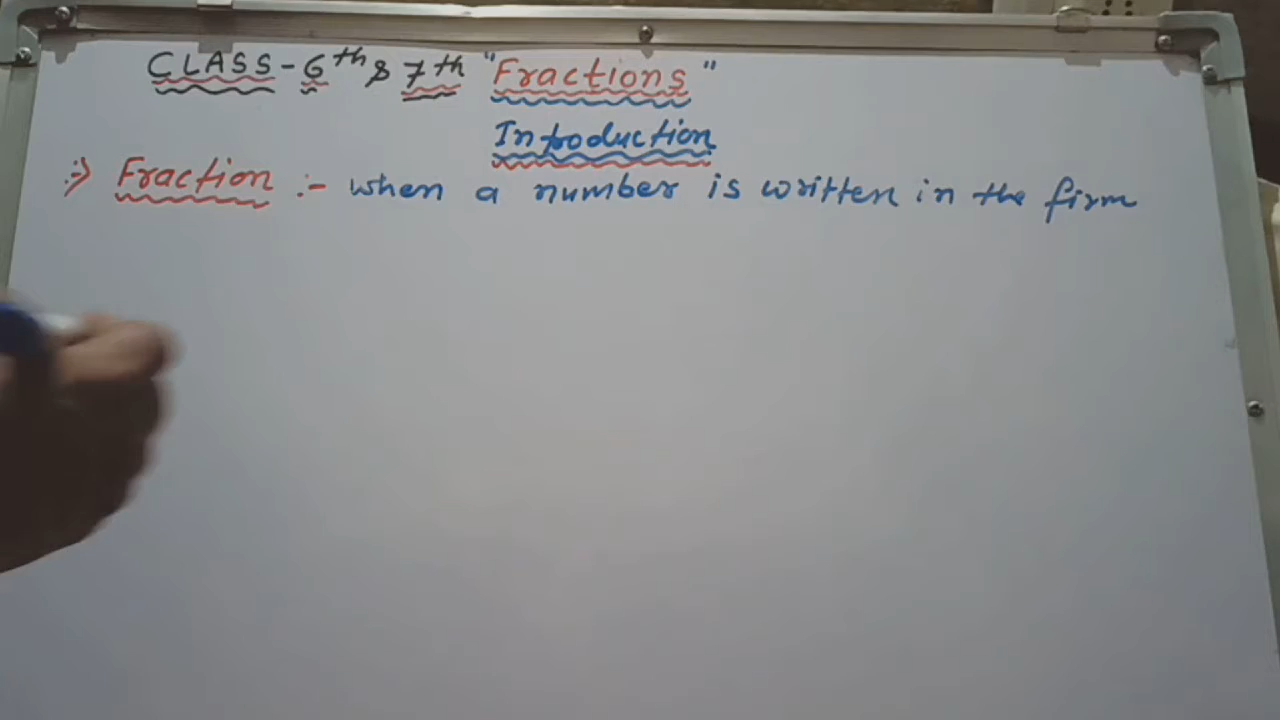 CLASS-6th & 7th "Fractions"
Introduction
⇒ Fraction :- when a number is written in the firm